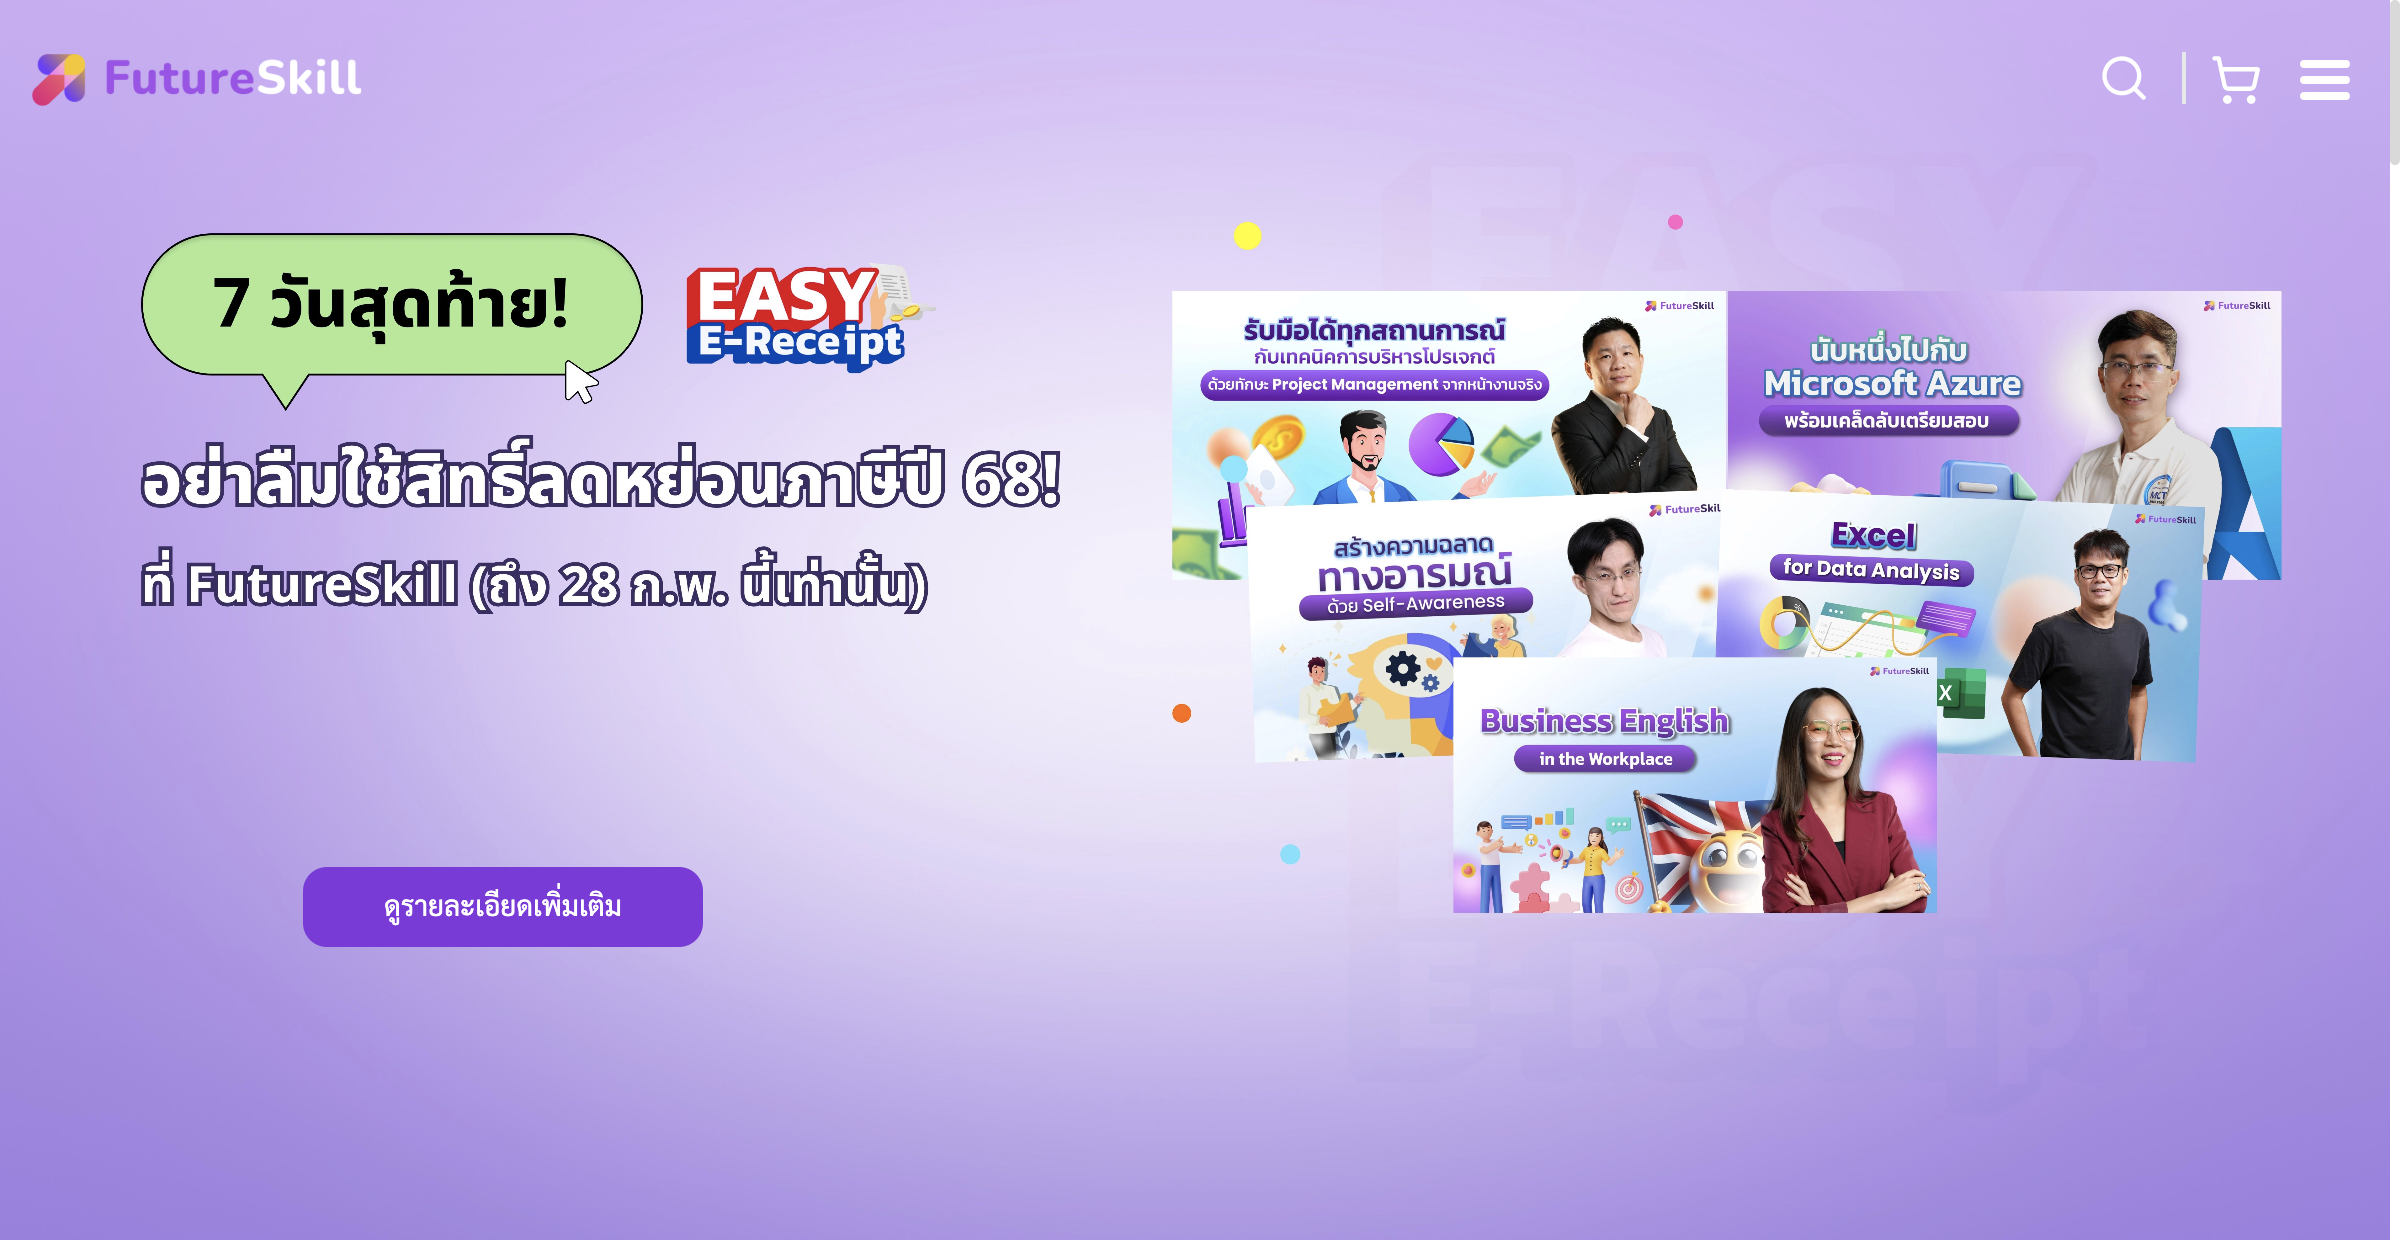 FutureSkill
7 วันสุดท้าย!
EASY
E-Receipt
อย่าลืมใช้สิทธิ์ลดหย่อนภาษีปี 68!
ที่ FutureSkill (ถึง 28 ก.พ. นี้เท่านั้น)
ดูรายละเอียดเพิ่มเติม
EASY
E-Receipt
FutureSkill
รับมือได้ทุกสถานการณ์
กับเทคนิคการบริหารโปรเจกต์
ด้วยทักษะ Project Management จากหน้างานจริง
FutureSkill
นับหนึ่งไปกับ
Microsoft Azure
พร้อมเคล็ดลับเตรียมสอบ
MCT
FutureSkil
สร้างความฉลาด
ทางอารมณ์
ด้วย Self-Awareness
FutureSkill
Excel
for Data Analysis
%
X
FutureSkill
Business English
in the Workplace